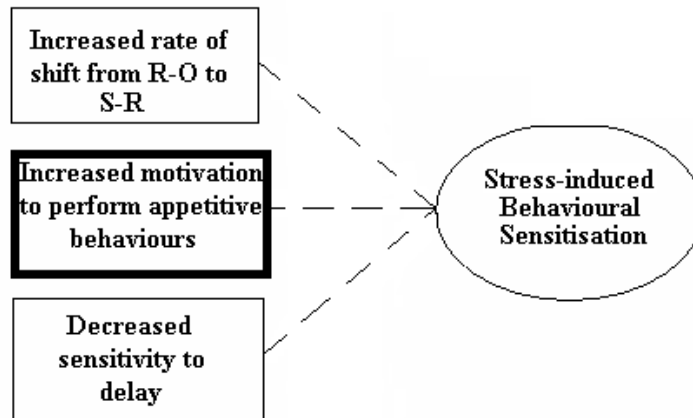 Increased rate of
shift from R-O to
S-R
Increased motivation
to perform appetitive
behaviours
Decreased
sensitivity to
delay
Stress-induced
Behavioural
Sensitisation